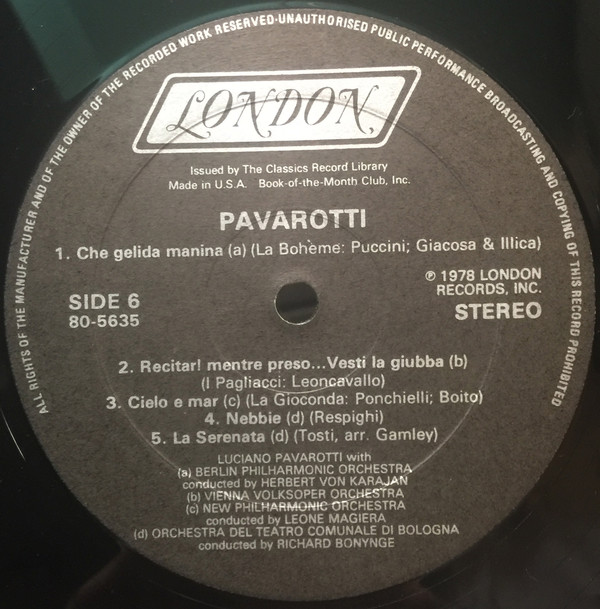 ALL RIGHTS OF THE MANUFACTURER AND OF THE OWNER OF THE RECORDED WORK RESERVED·UNAUTHORISED PUBLIC PERFORMANCE BROADCASTING AND COPYING OF THIS RECORD PROHIBITED
LONDON
Issued by The Classics Record Library
Made in U.S.A. Book-of-the-Month Club, Inc.
PAVAROTTI
1. Che gelida manina (a) (La Bohème: Puccini; Giacosa & Illica)
SIDE 6
80-5635
℗ 1978 LONDON
RECORDS, INC.
STEREO
2. Recitar! mentre preso...Vesti la giubba (b)
(I Pagliacci: Leoncavallo)
3. Cielo e mar (c) (La Gioconda: Ponchielli; Boito)
4. Nebbie (d) (Respighi)
5. La Serenata (d) (Tosti, arr. Gamley)
LUCIANO PAVAROTTI with
(a) BERLIN PHILHARMONIC ORCHESTRA
conducted by HERBERT VON KARAJAN
(b) VIENNA VOLKSOPER ORCHESTRA
(c) NEW PHILHARMONIC ORCHESTRA
conducted by LEONE MAGIERA
(d) ORCHESTRA DEL TEATRO COMUNALE DI BOLOGNA
conducted by RICHARD BONYNGE